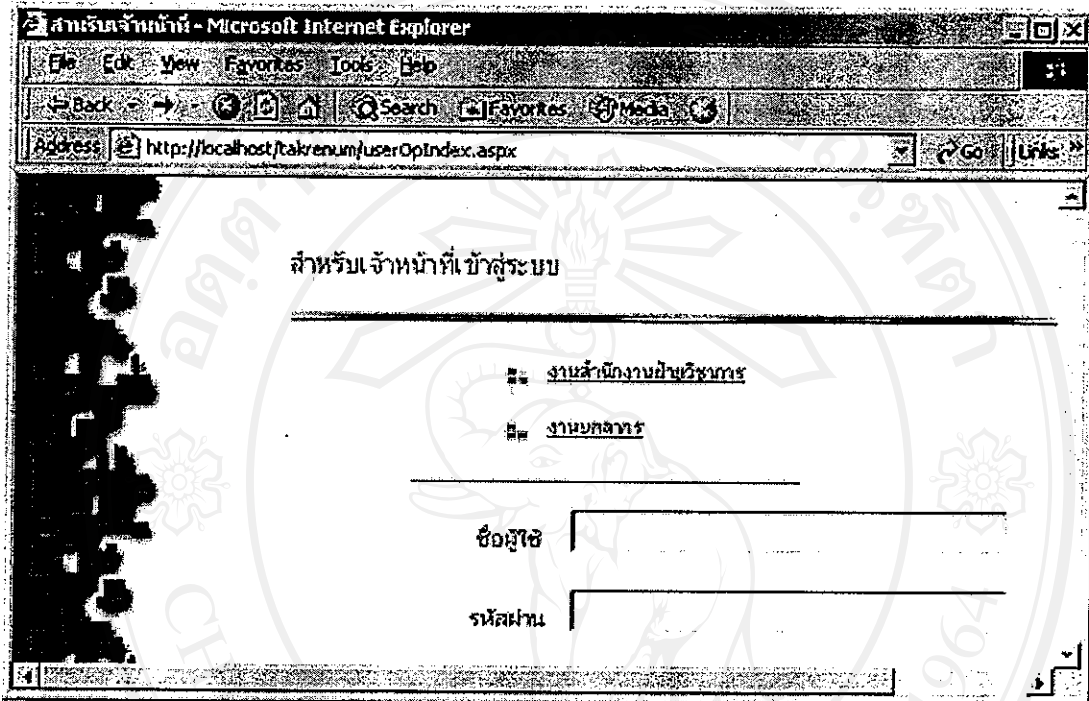 สำหรับเจ้าหน้าที่ - Microsoft Internet Explorer
File Edit View Favorites Tools Help
Back Search Favorites Media
Address http://localhost/takrenum/userOpIndex.aspx Go Links »
สำหรับเจ้าหน้าที่เข้าสู่ระบบ
งานสำนักงานฝ่ายวิชาการ
งานบุคลากร
ชื่อผู้ใช้
รหัสผ่าน